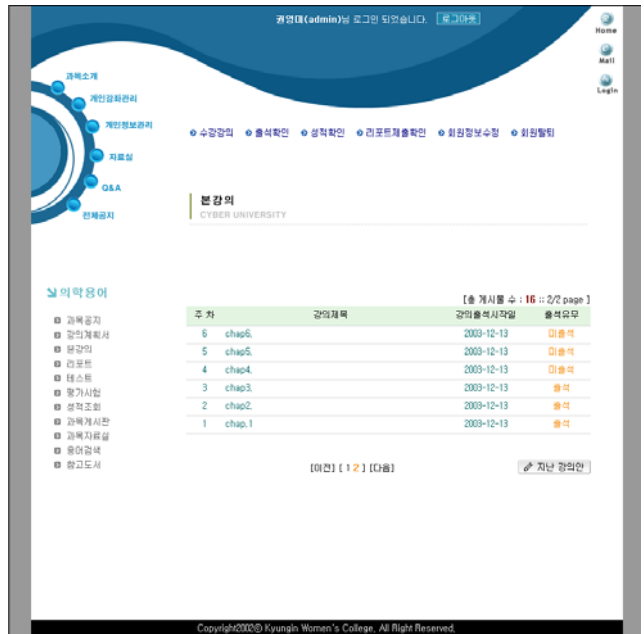 권영미(admin)님 로그인 되었습니다. 로그아웃
Home
Mail
Login
과목소개
개인강좌관리
개인정보관리
자료실
Q&A
전체공지
수강강의 출석확인 성적확인 리포트제출확인 회원정보수정 회원탈퇴
본강의
CYBER UNIVERSITY
의학용어
과목공지
강의계획서
본강의
리포트
테스트
평가시험
성적조회
과목게시판
과목자료실
용어검색
참고도서
[총 게시물 수 : 16 :: 2/2 page ]
주 차 강의제목 강의출석시작일 출석유무
6 chap6. 2003-12-13 미출석
5 chap5. 2003-12-13 미출석
4 chap4. 2003-12-13 미출석
3 chap3. 2003-12-13 출석
2 chap2. 2003-12-13 출석
1 chap.1 2003-12-13 출석
[이전] [ 1 2 ] [다음]
지난 강의안
Copyright2002© Kyungin Women's College. All Right Reserved.